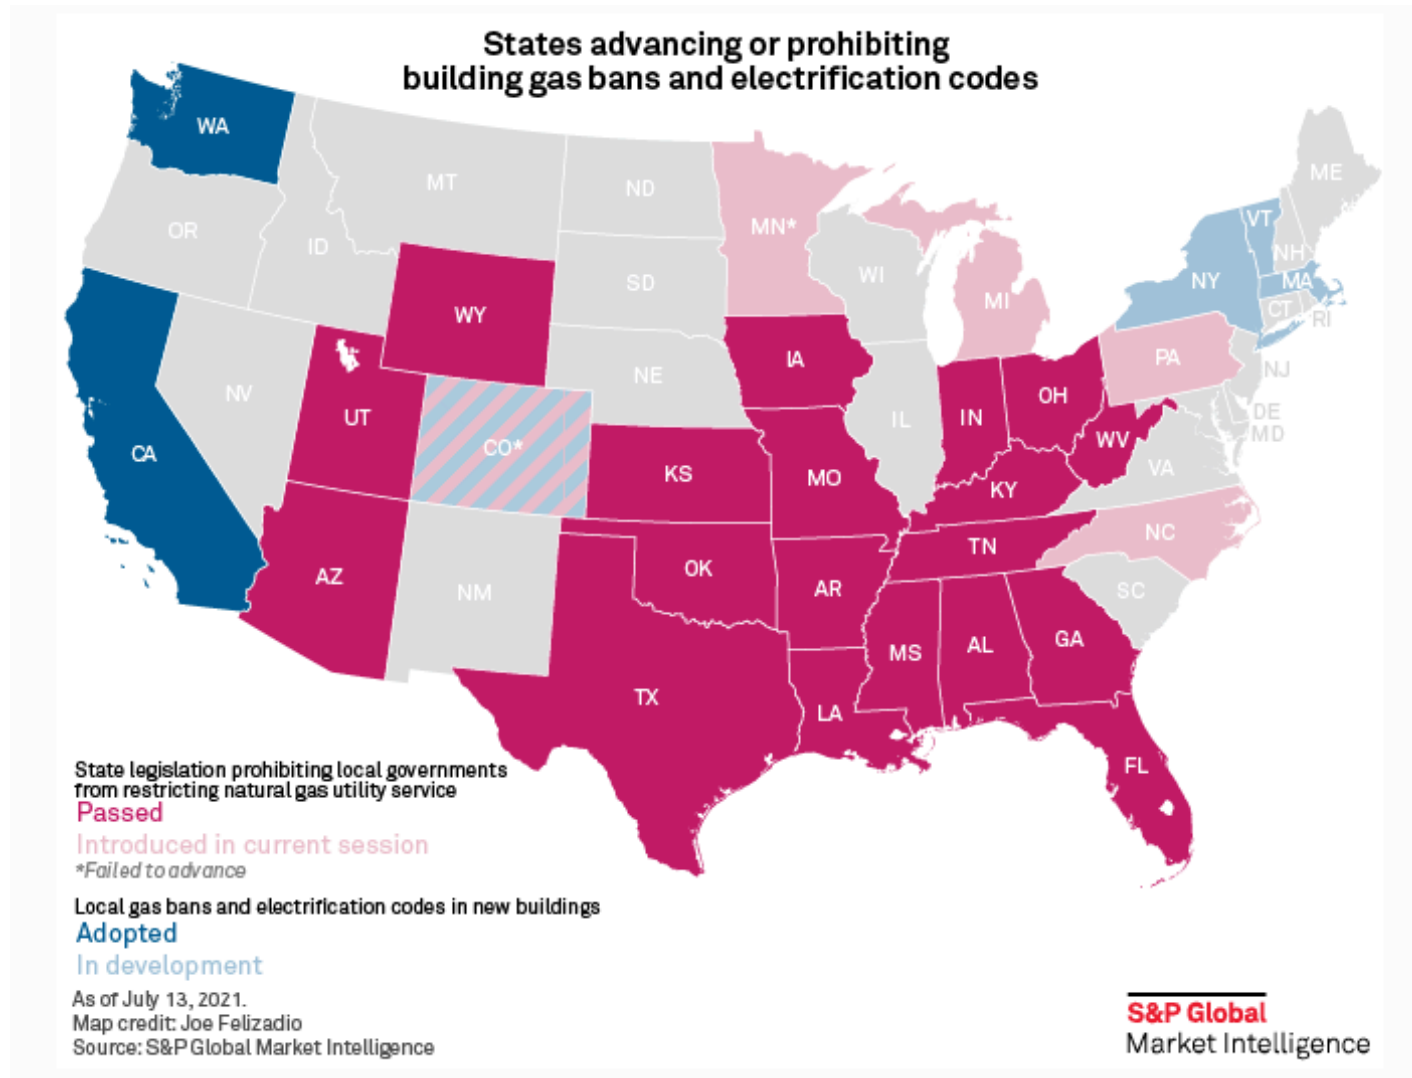 States advancing or prohibiting
building gas bans and electrification codes
WA
MT
ND
MN*
ME
OR
ID
SD
WI
MI
VT
NH
NY
MA
CT
RI
WY
IA
NE
PA
NJ
NV
UT
CO*
IL
IN
OH
DE
MD
WV
VA
CA
KS
MO
KY
NC
AZ
NM
OK
AR
TN
SC
MS
AL
GA
TX
LA
FL
State legislation prohibiting local governments
from restricting natural gas utility service
Passed
Introduced in current session
*Failed to advance
Local gas bans and electrification codes in new buildings
Adopted
In development
As of July 13, 2021.
Map credit: Joe Felizadio
Source: S&P Global Market Intelligence
S&P Global
Market Intelligence